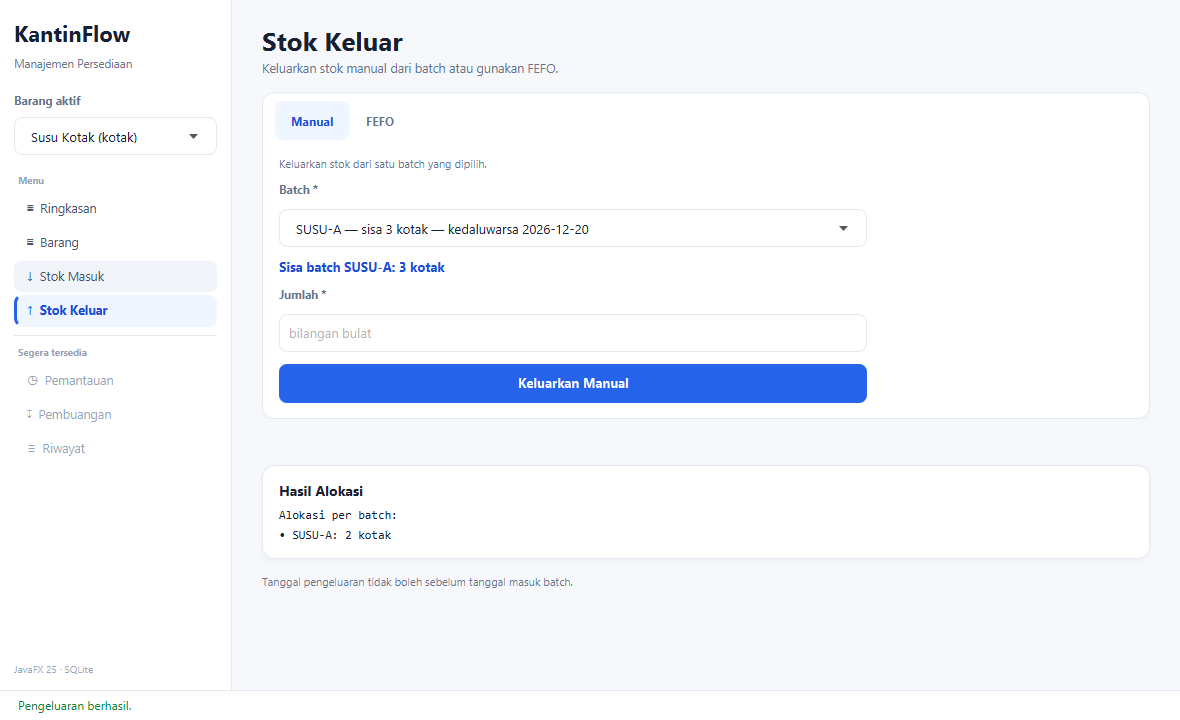 KantinFlow
Manajemen Persediaan
Barang aktif
Susu Kotak (kotak)
Menu
Ringkasan
Barang
↓ Stok Masuk
↑ Stok Keluar
Segera tersedia
Pemantauan
Pembuangan
Riwayat
JavaFX 25 · SQLite
Stok Keluar
Keluarkan stok manual dari batch atau gunakan FEFO.
Manual FEFO
Keluarkan stok dari satu batch yang dipilih.
Batch *
SUSU-A — sisa 3 kotak — kedaluwarsa 2026-12-20
Sisa batch SUSU-A: 3 kotak
Jumlah *
bilangan bulat
Keluarkan Manual
Hasil Alokasi
Alokasi per batch:
• SUSU-A: 2 kotak
Tanggal pengeluaran tidak boleh sebelum tanggal masuk batch.
Pengeluaran berhasil.